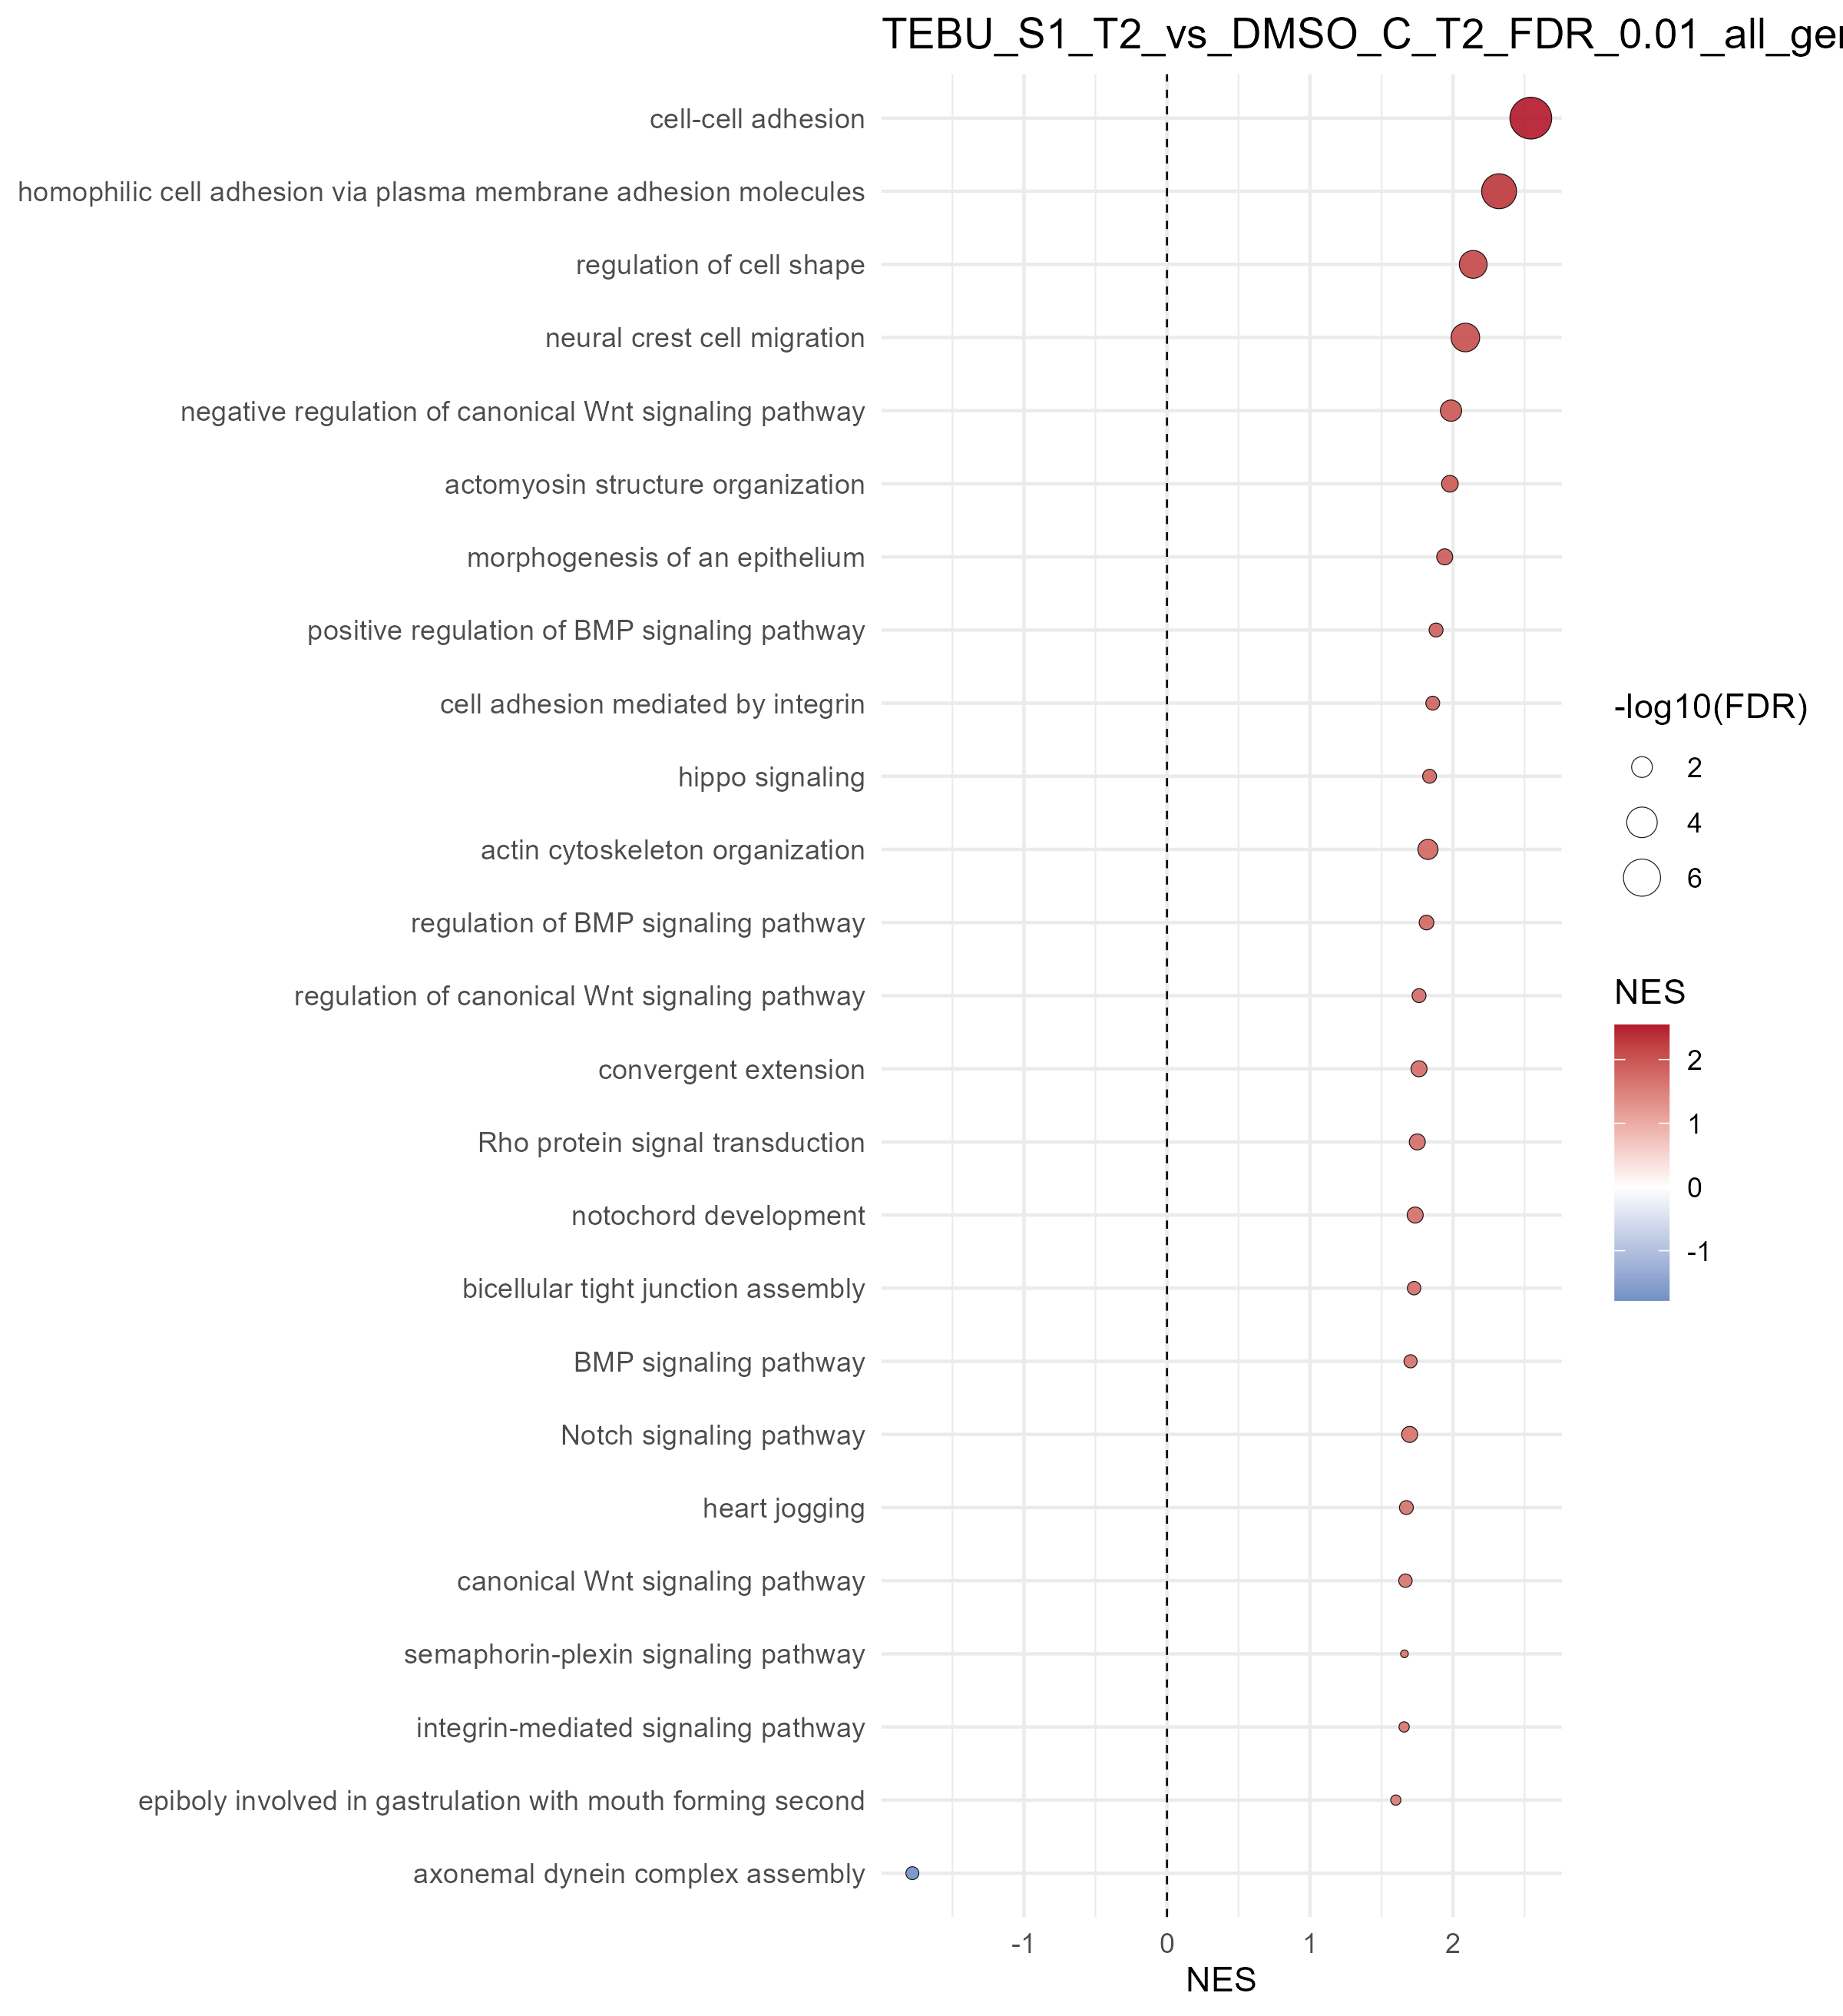 TEBU_S1_T2_vs_DMSO_C_T2_FDR_0.01_all_ge
cell-cell adhesion
homophilic cell adhesion via plasma membrane adhesion molecules
regulation of cell shape
neural crest cell migration
negative regulation of canonical Wnt signaling pathway
actomyosin structure organization
morphogenesis of an epithelium
positive regulation of BMP signaling pathway
cell adhesion mediated by integrin
hippo signaling
actin cytoskeleton organization
regulation of BMP signaling pathway
regulation of canonical Wnt signaling pathway
convergent extension
Rho protein signal transduction
notochord development
bicellular tight junction assembly
BMP signaling pathway
Notch signaling pathway
heart jogging
canonical Wnt signaling pathway
semaphorin-plexin signaling pathway
integrin-mediated signaling pathway
epiboly involved in gastrulation with mouth forming second
axonemal dynein complex assembly
-1 0 1 2
NES
-log10(FDR)
2
4
6
NES
2
1
0
-1